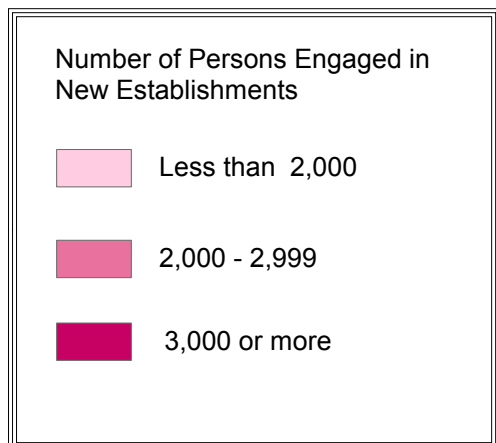 Number of Persons Engaged in
New Establishments
Less than  2,000
2,000 - 2,999
3,000 or more